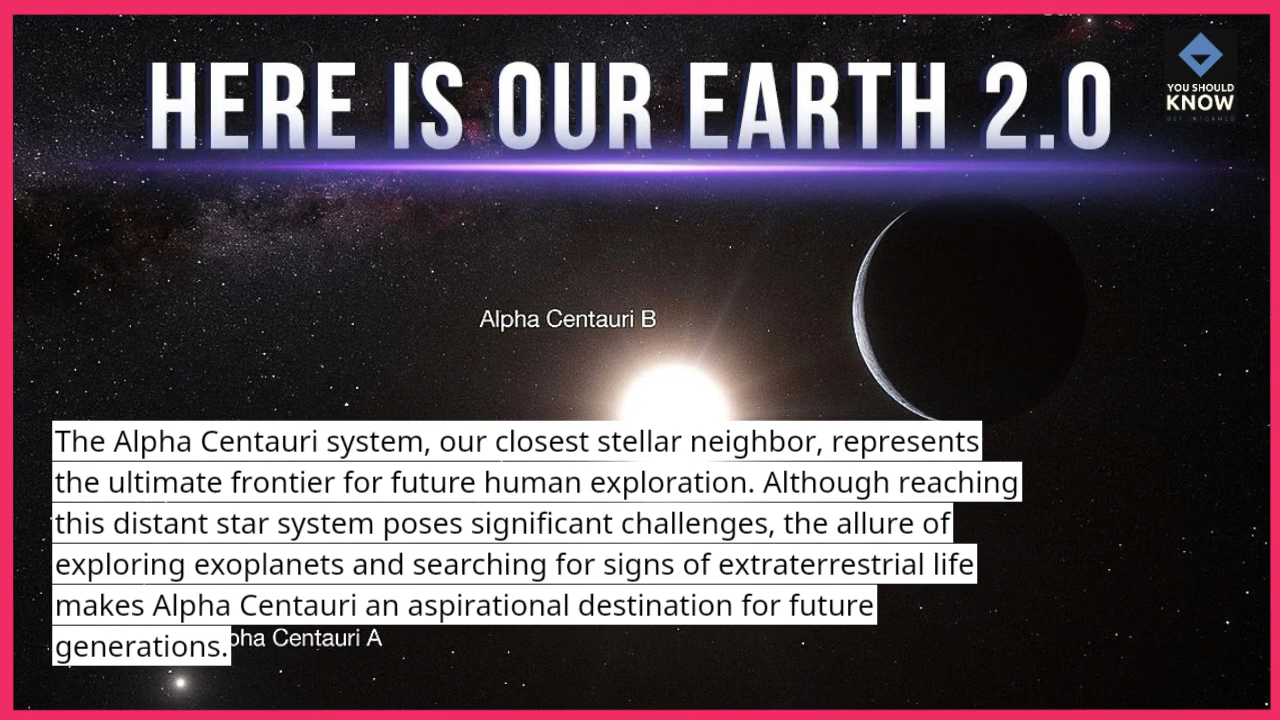 HERE IS OUR EARTH 2.0
YOU SHOULD
KNOW
GET INFORMED
Alpha Centauri B
The Alpha Centauri system, our closest stellar neighbor, represents
the ultimate frontier for future human exploration. Although reaching
this distant star system poses significant challenges, the allure of
exploring exoplanets and searching for signs of extraterrestrial life
makes Alpha Centauri an aspirational destination for future
generations.
pha Centauri A